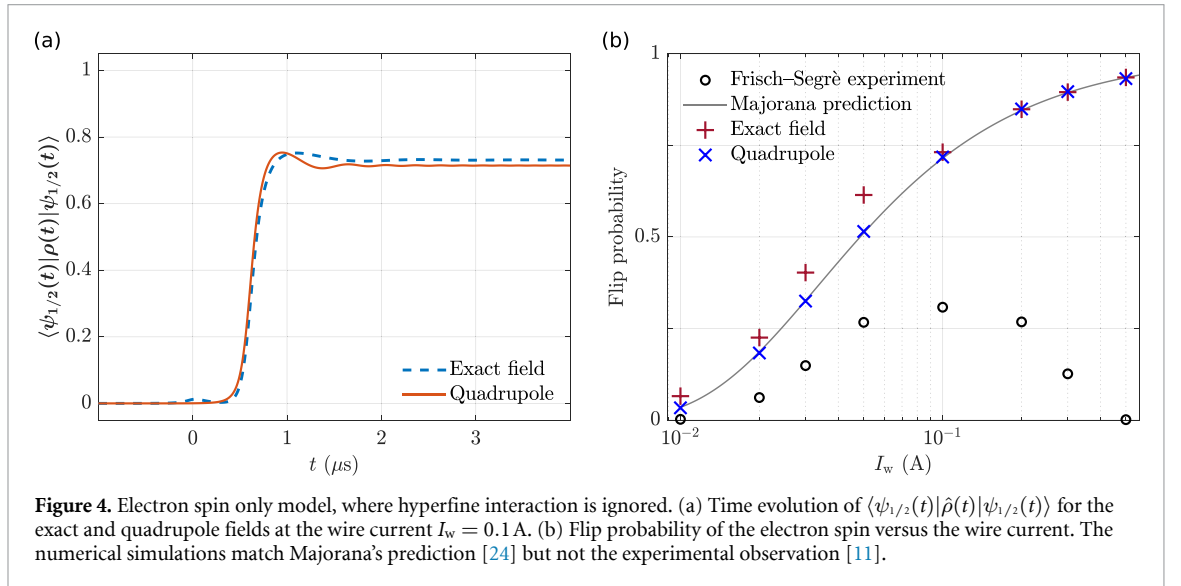 (a)
1
0.8
0.6
0.4
0.2
0
⟨ψ1/2(t)|ρ(t)|ψ1/2(t)⟩
Exact field
Quadrupole
0 1 2 3
t (μs)
(b)
1
0.5
0
Flip probability
Frisch–Segrè experiment
Majorana prediction
Exact field
Quadrupole
10⁻² 10⁻¹
Iw (A)
Figure 4. Electron spin only model, where hyperfine interaction is ignored. (a) Time evolution of ⟨ψ1/2(t)|ρ̂(t)|ψ1/2(t)⟩ for the
exact and quadrupole fields at the wire current Iw = 0.1 A. (b) Flip probability of the electron spin versus the wire current. The
numerical simulations match Majorana’s prediction [24] but not the experimental observation [11].